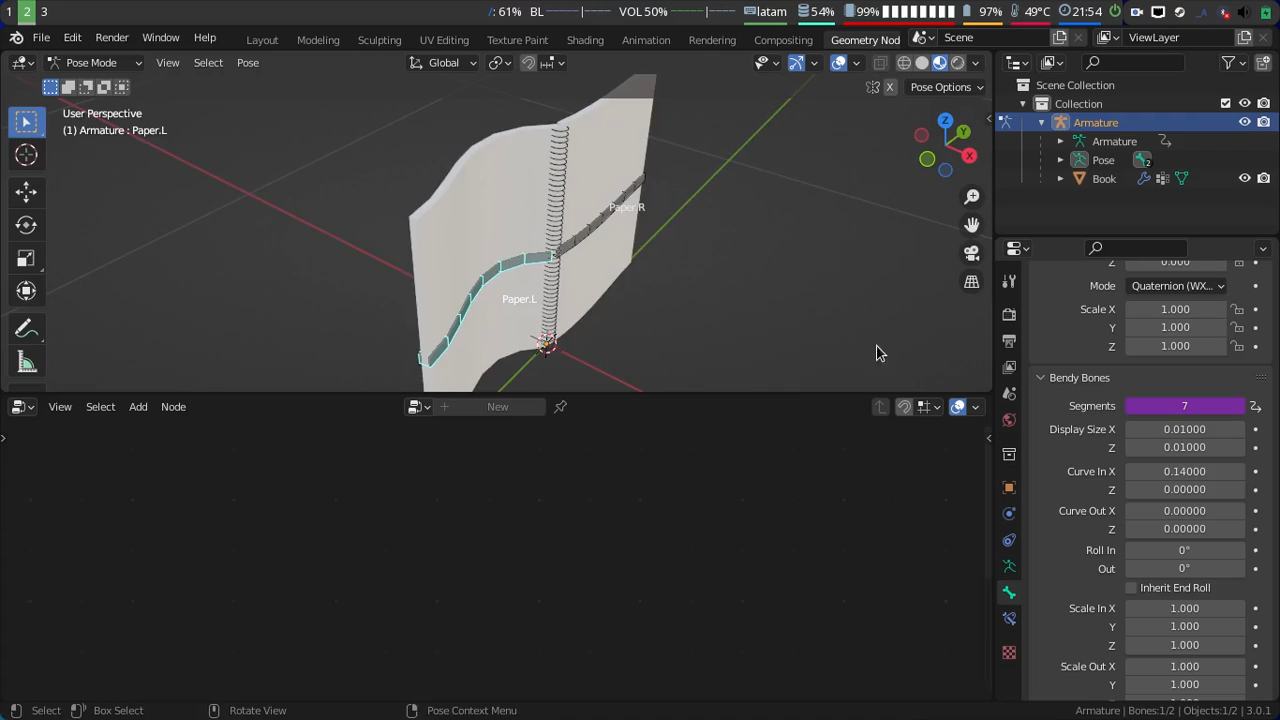 1 2 3 /: 61% BL VOL 50% latam 54% 99% 97% 49°C 21:54
File Edit Render Window Help Layout Modeling Sculpting UV Editing Texture Paint Shading Animation Rendering Compositing Geometry Nod Scene ViewLayer
Pose Mode View Select Pose Global
X Pose Options
User Perspective
(1) Armature : Paper.L
Z Y X
Paper.R
Paper.L
Scene Collection
Collection
Armature
Armature
Pose 2
Book
Z 0.000
Mode Quaternion (WX...
Scale X 1.000
Y 1.000
Z 1.000
Bendy Bones
Segments 7
Display Size X 0.01000
Z 0.01000
Curve In X 0.14000
Z 0.00000
Curve Out X 0.00000
Z 0.00000
Roll In 0°
Out 0°
Inherit End Roll
Scale In X 1.000
Y 1.000
Z 1.000
Scale Out X 1.000
Y 1.000
View Select Add Node New
Select Box Select Rotate View Pose Context Menu Armature | Bones:1/2 | Objects:1/2 | 3.0.1